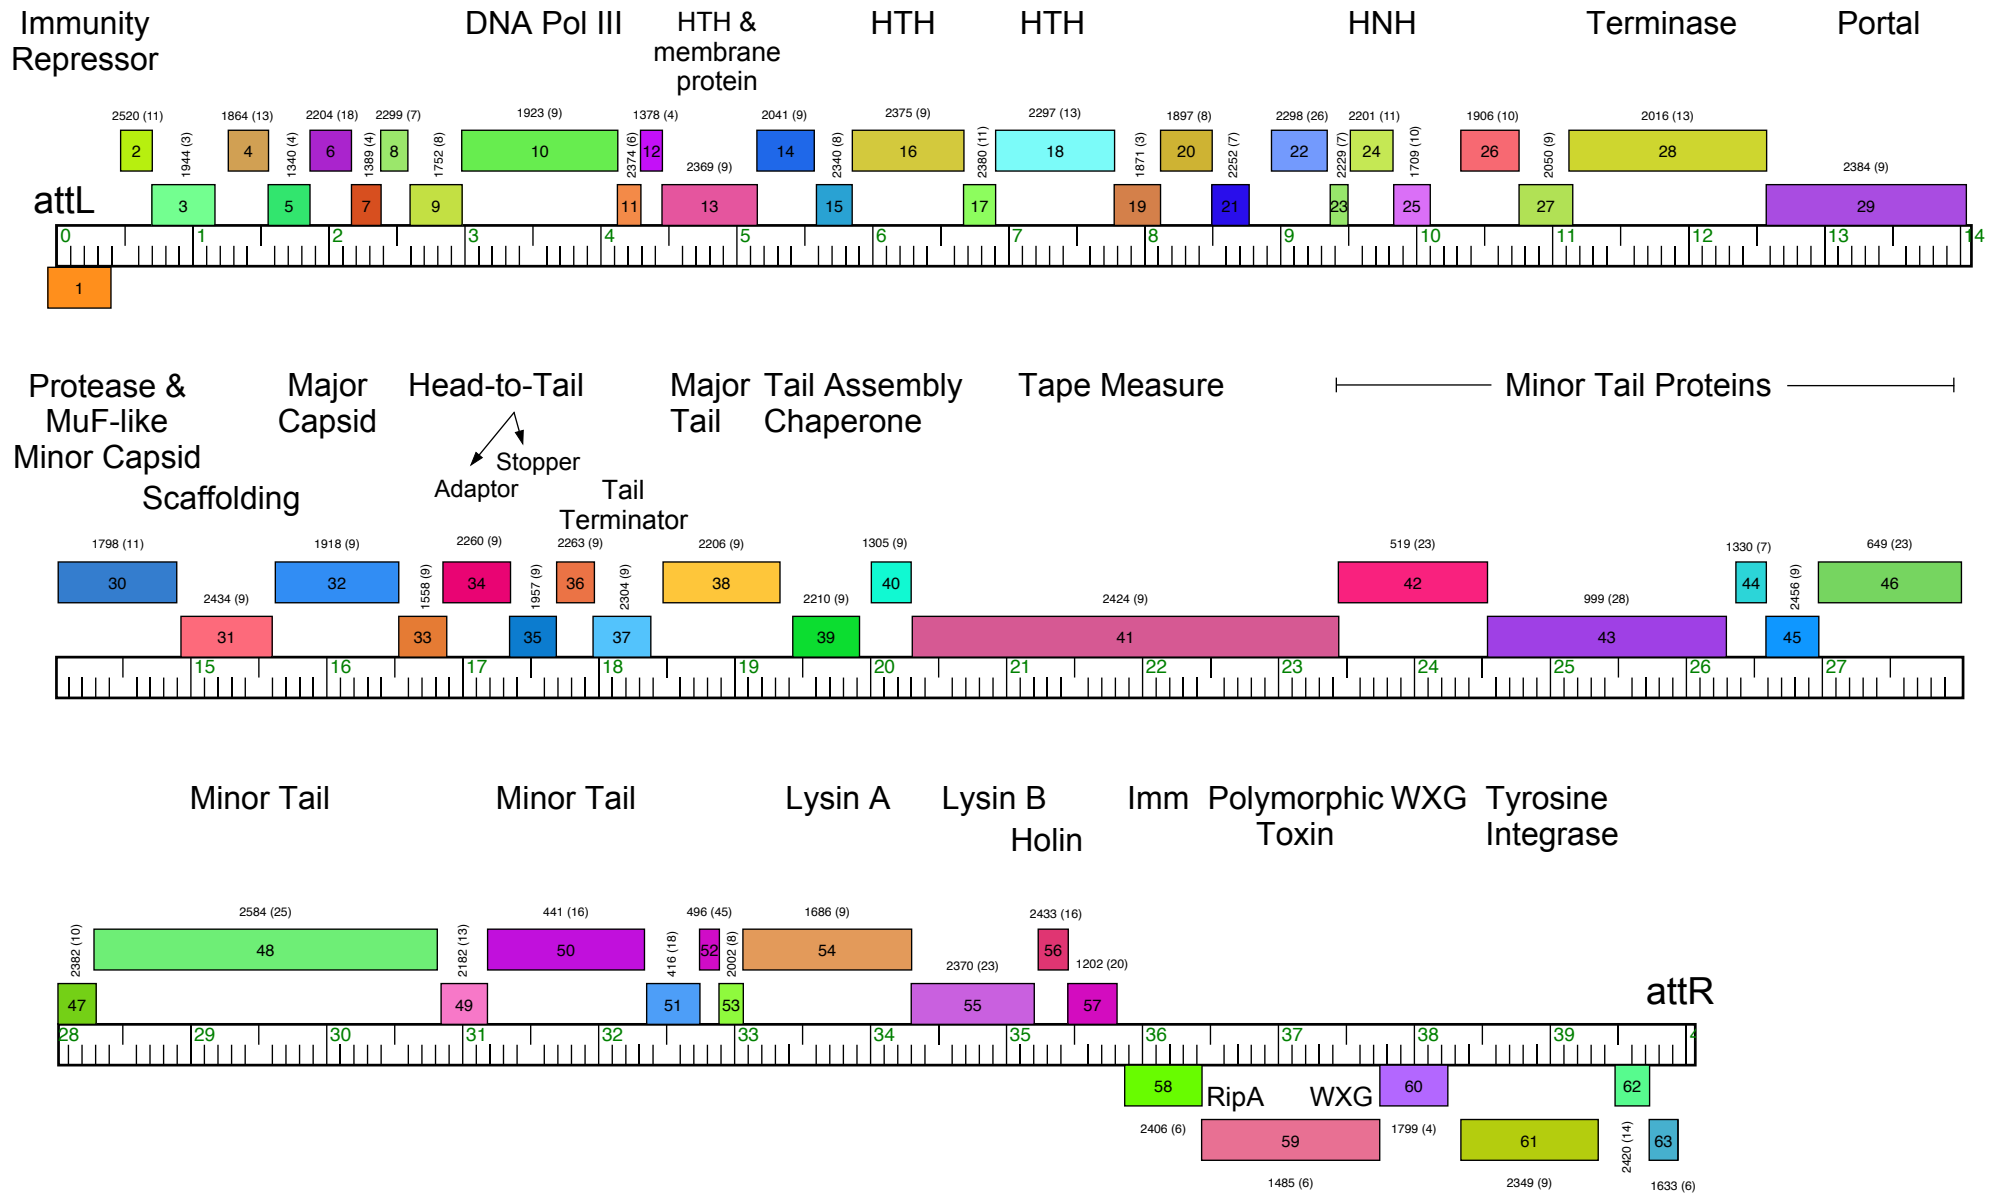 Immunity
Repressor
DNA Pol III
HTH &
membrane
protein
HTH
HTH
HNH
Terminase
Portal
2520 (11)
1944 (3)
1864 (13)
1340 (4)
2204 (18)
1389 (4)
2299 (7)
1752 (8)
1923 (9)
2374 (6)
1378 (4)
2369 (9)
2041 (9)
2340 (8)
2375 (9)
2380 (11)
2297 (13)
1871 (3)
1897 (8)
2252 (7)
2298 (26)
2229 (7)
2201 (11)
1709 (10)
1906 (10)
2050 (9)
2016 (13)
2384 (9)
2 4 6 8 10 12 14 16 18 20 22 24 26 28
attL
3 5 7 9 11 13 15 17 19 21 23 25 27 29
0 1 2 3 4 5 6 7 8 9 10 11 12 13 14
1
Protease &
MuF-like
Minor Capsid
Scaffolding
Major
Capsid
Head-to-Tail
Stopper
Adaptor
Tail
Terminator
Major
Tail
Tail Assembly
Chaperone
Tape Measure
Minor Tail Proteins
1798 (11)
2434 (9)
1918 (9)
1558 (9)
2260 (9)
1957 (9)
2263 (9)
2304 (9)
2206 (9)
2210 (9)
1305 (9)
2424 (9)
519 (23)
999 (28)
1330 (7)
2456 (9)
649 (23)
30 32 34 36 38 40 42 44 46
31 33 35 37 39 41 43 45
15 16 17 18 19 20 21 22 23 24 25 26 27
Minor Tail
Minor Tail
Lysin A
Lysin B
Holin
Imm
Polymorphic
Toxin
WXG
Tyrosine
Integrase
2382 (10)
2584 (25)
2182 (13)
441 (16)
416 (18)
496 (45)
2002 (8)
1686 (9)
2370 (23)
2433 (16)
1202 (20)
48 50 52 54 56
attR
47 49 51 53 55 57
28 29 30 31 32 33 34 35 36 37 38 39 4
58 60 62
RipA
WXG
59 61 63
2406 (6)
1799 (4)
2420 (14)
1485 (6)
2349 (9)
1633 (6)